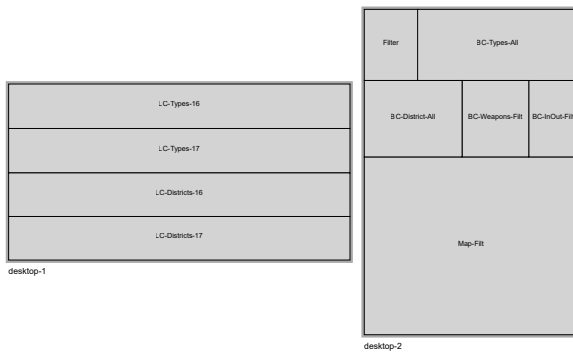 LC-Types-16
LC-Types-17
LC-Districts-16
LC-Districts-17
desktop-1
Filter
BC-Types-All
BC-District-All
BC-Weapons-Filt
BC-InOut-Filt
Map-Filt
desktop-2